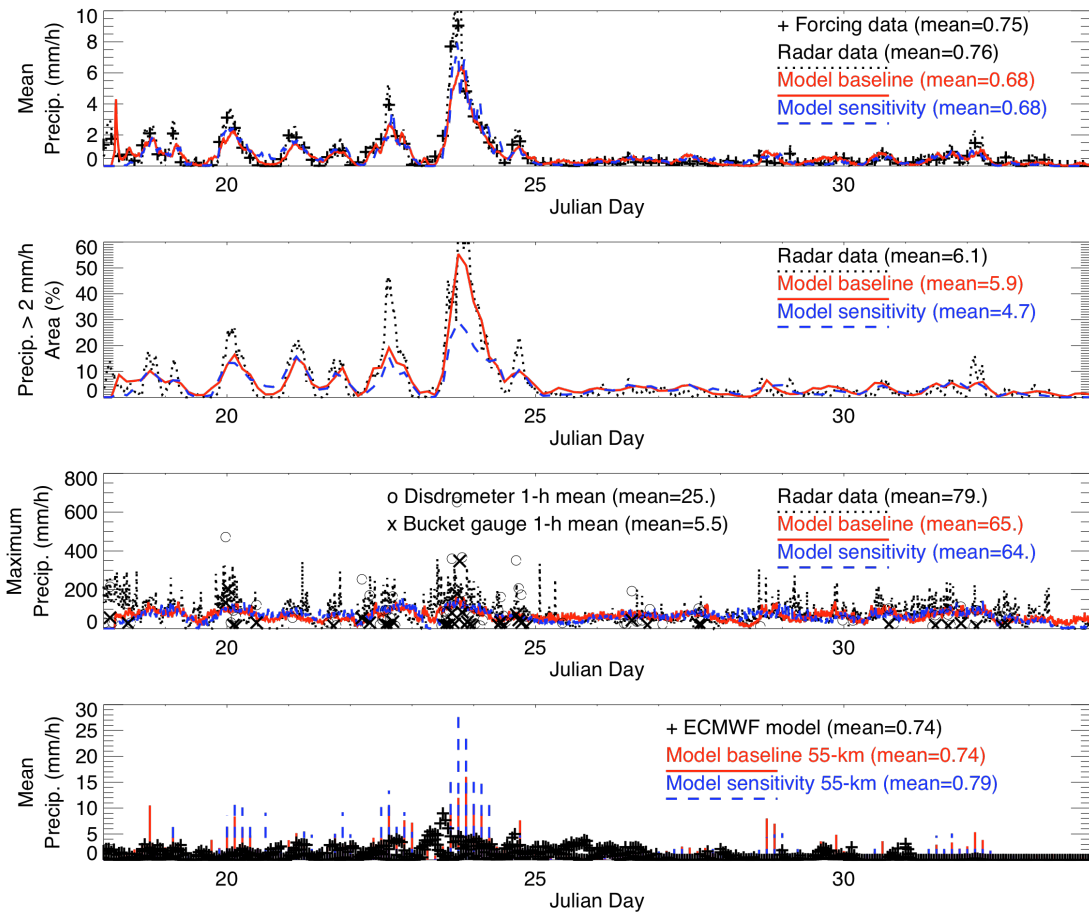 10
8
6
4
2
0
Mean
Precip. (mm/h)
+ Forcing data (mean=0.75)
Radar data (mean=0.76)
Model baseline (mean=0.68)
Model sensitivity (mean=0.68)
20 25 30
Julian Day
60
50
40
30
20
10
0
Precip. > 2 mm/h
Area (%)
Radar data (mean=6.1)
Model baseline (mean=5.9)
Model sensitivity (mean=4.7)
20 25 30
Julian Day
800
600
400
200
0
Maximum
Precip. (mm/h)
o Disdrometer 1-h mean (mean=25.)
x Bucket gauge 1-h mean (mean=5.5)
Radar data (mean=79.)
Model baseline (mean=65.)
Model sensitivity (mean=64.)
20 25 30
Julian Day
30
25
20
15
10
5
0
Mean
Precip. (mm/h)
+ ECMWF model (mean=0.74)
Model baseline 55-km (mean=0.74)
Model sensitivity 55-km (mean=0.79)
20 25 30
Julian Day